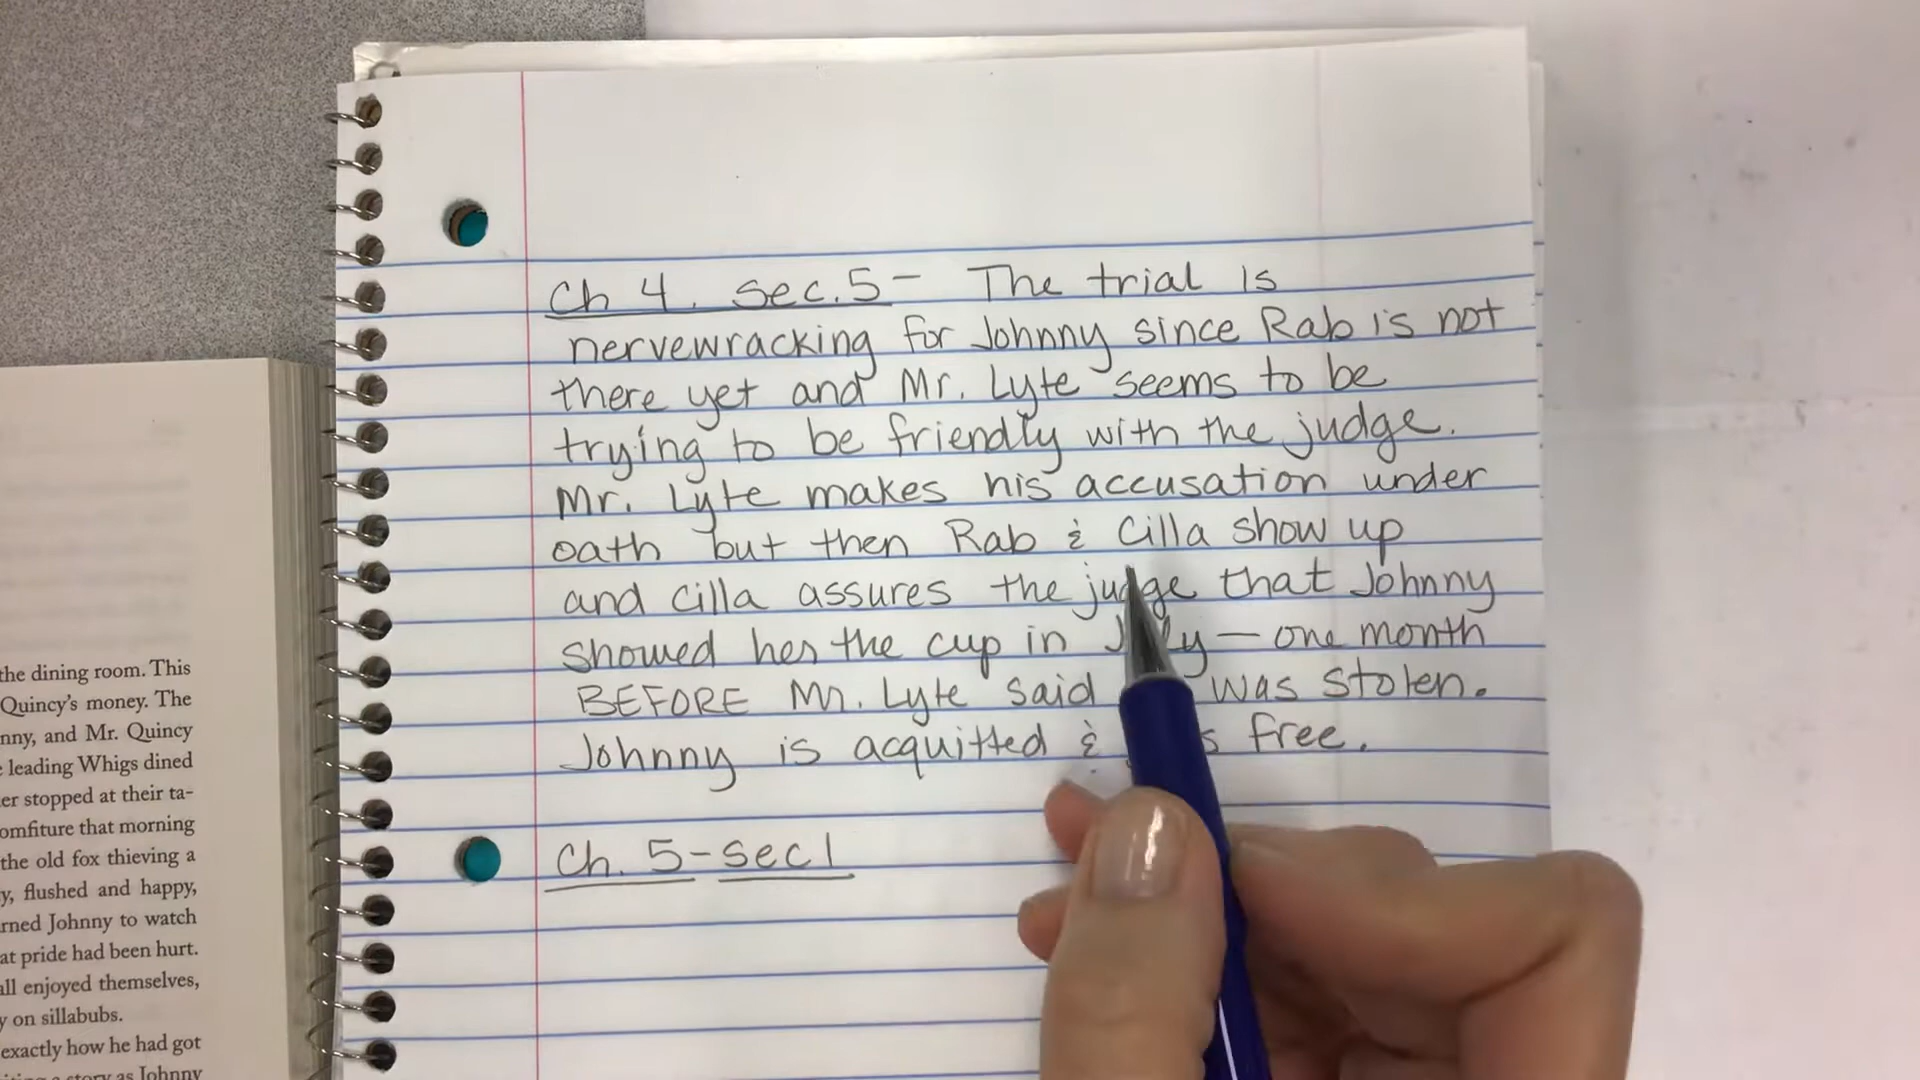 Ch 4. Sec. 5 - The trial is
nervewracking for Johnny since Rab is not
there yet and Mr. Lyte seems to be
trying to be friendly with the judge.
Mr. Lyte makes his accusation under
oath but then Rab & Cilla show up
and Cilla assures the judge that Johnny
showed her the cup in July — one month
BEFORE Mr. Lyte said was stolen.
Johnny is acquitted & free.
Ch. 5 - sec 1
the dining room. This
Quincy's money. The
nny, and Mr. Quincy
leading Whigs dined
er stopped at their ta-
omfiture that morning
the old fox thieving a
y, flushed and happy,
rned Johnny to watch
at pride had been hurt.
all enjoyed themselves,
y on sillabubs.
exactly how he had got
a story as Johnny